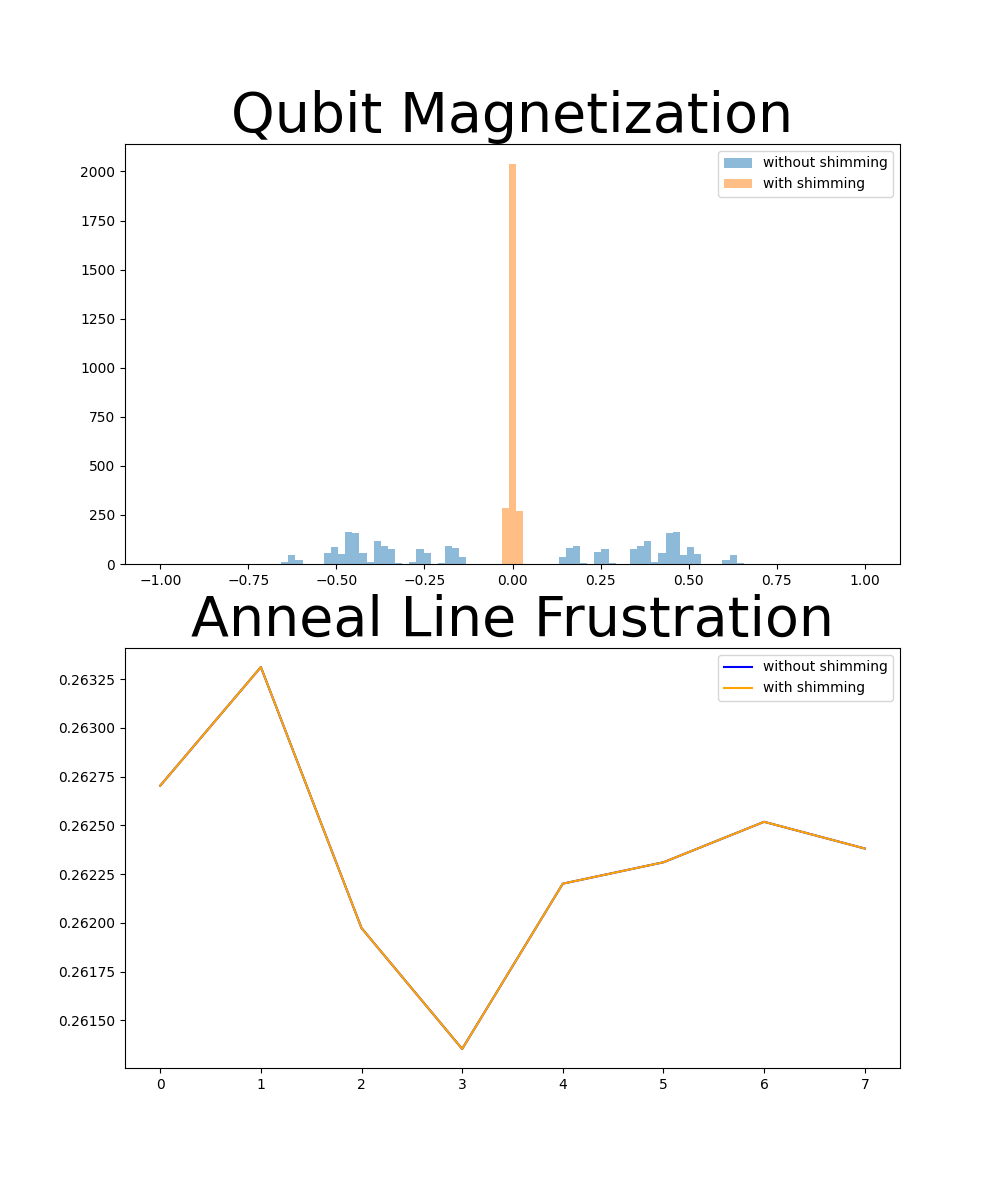 Qubit Magnetization
without shimming
with shimming
2000
1750
1500
1250
1000
750
500
250
0
−1.00 −0.75 −0.50 −0.25 0.00 0.25 0.50 0.75 1.00
Anneal Line Frustration
without shimming
with shimming
0.26325
0.26300
0.26275
0.26250
0.26225
0.26200
0.26175
0.26150
0 1 2 3 4 5 6 7